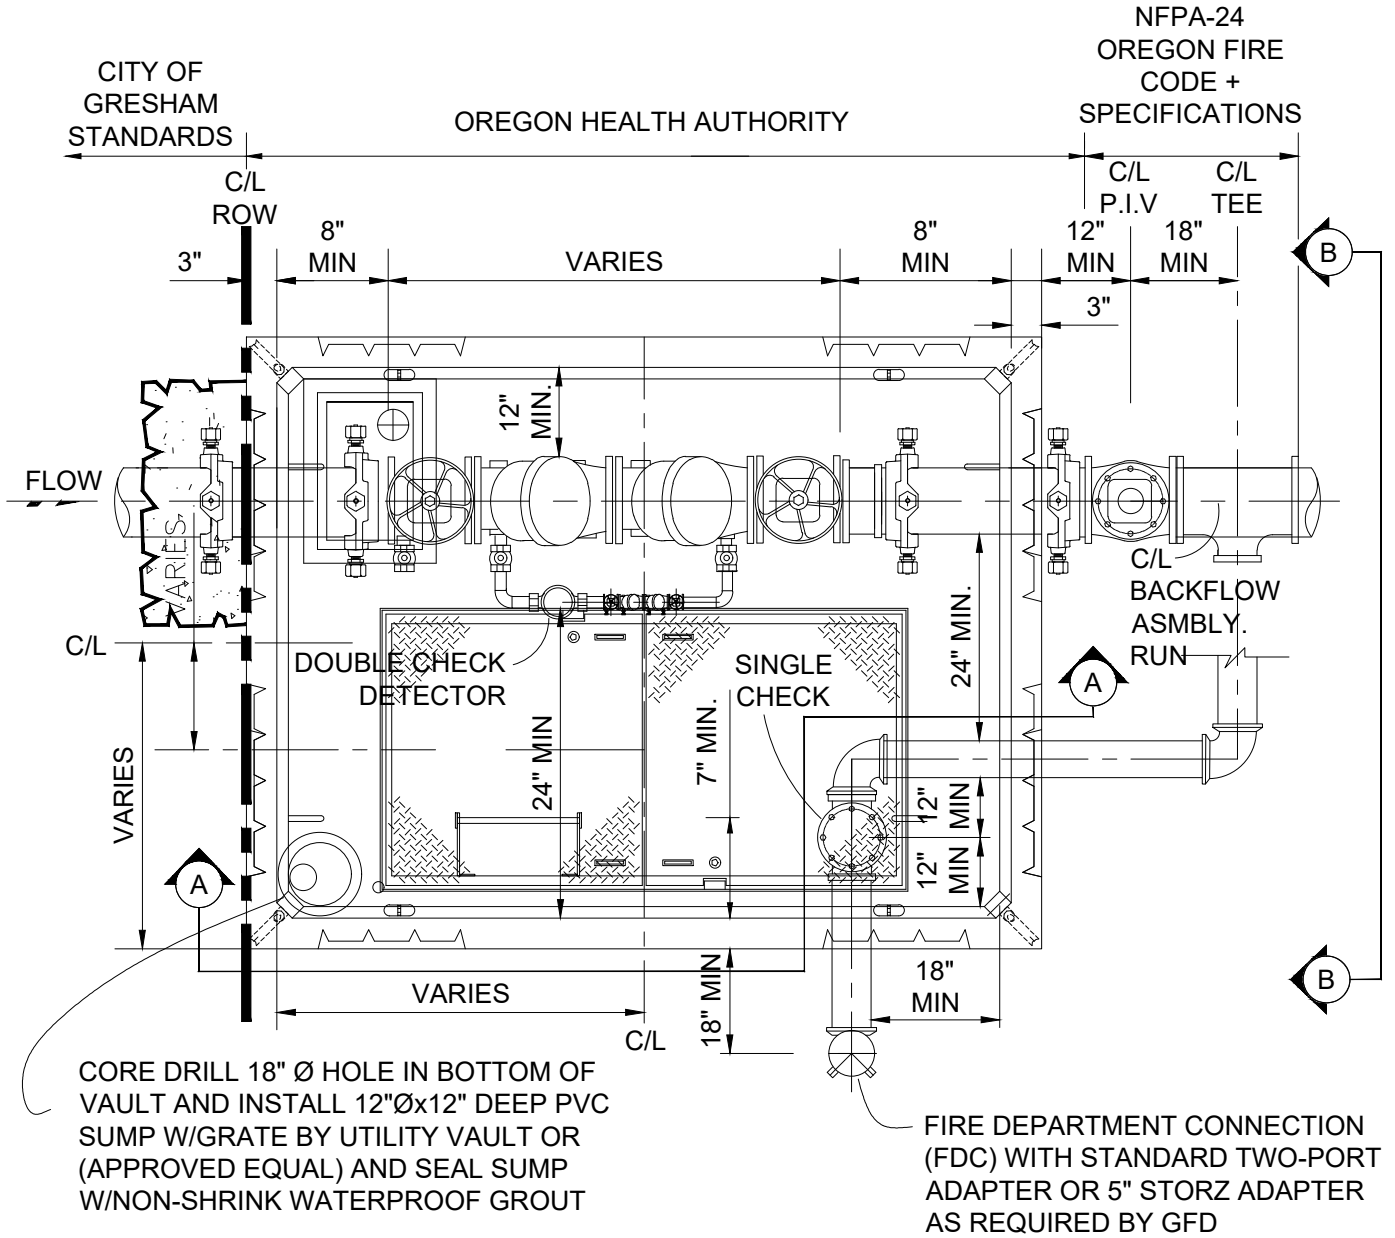 NFPA-24
OREGON FIRE
CODE +
SPECIFICATIONS
CITY OF
GRESHAM
STANDARDS
OREGON HEALTH AUTHORITY
C/L
ROW
C/L
P.I.V
C/L
TEE
3"
8"
MIN
VARIES
8"
MIN
12"
MIN
18"
MIN
B
3"
12"
MIN.
FLOW
VARIES
C/L
BACKFLOW
ASMBLY.
RUN
C/L
DOUBLE CHECK
DETECTOR
SINGLE
CHECK
24" MIN.
A
7" MIN.
24" MIN
VARIES
12"
MIN
12"
MIN
A
18" MIN
18"
MIN
B
VARIES
C/L
CORE DRILL 18" Ø HOLE IN BOTTOM OF
VAULT AND INSTALL 12"Øx12" DEEP PVC
SUMP W/GRATE BY UTILITY VAULT OR
(APPROVED EQUAL) AND SEAL SUMP
W/NON-SHRINK WATERPROOF GROUT
FIRE DEPARTMENT CONNECTION
(FDC) WITH STANDARD TWO-PORT
ADAPTER OR 5" STORZ ADAPTER
AS REQUIRED BY GFD